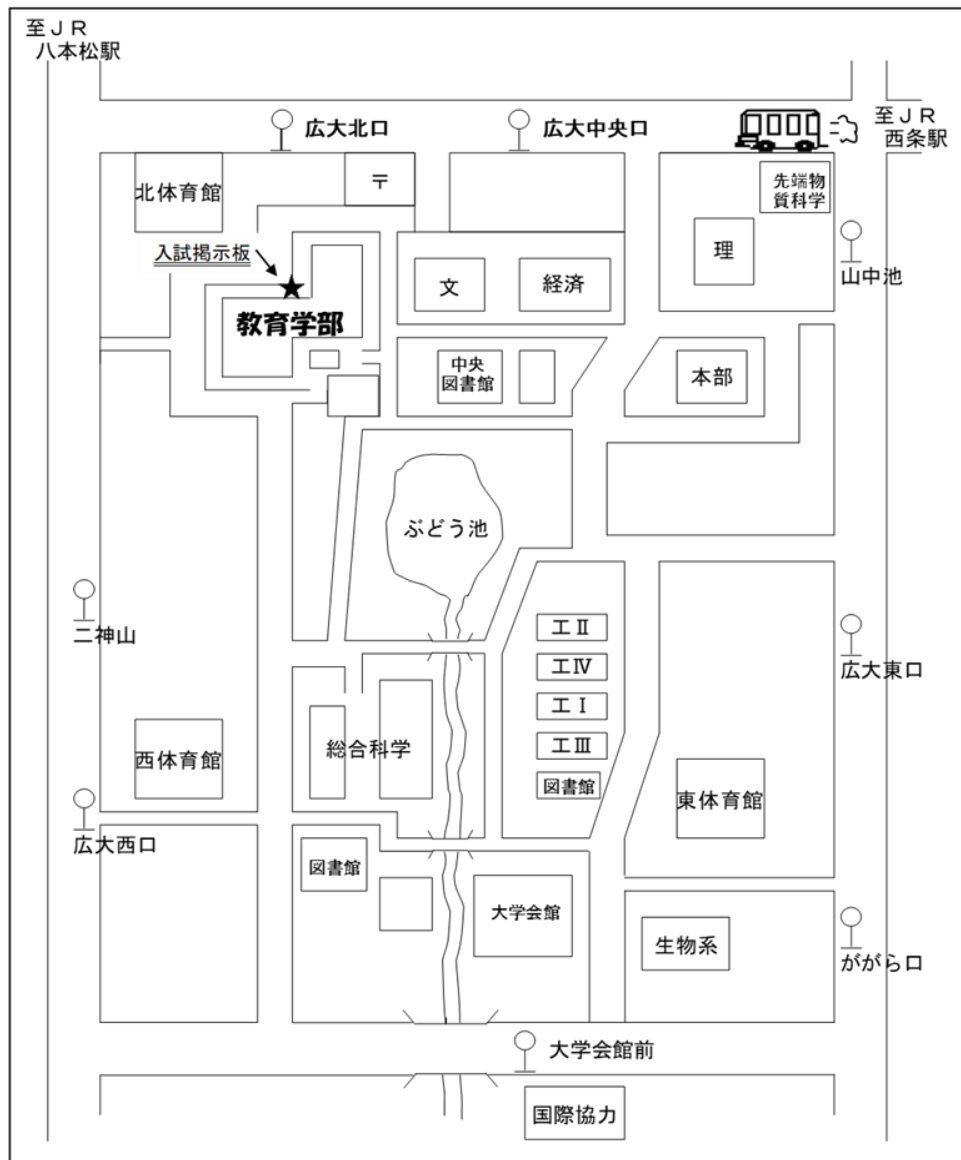 至ＪＲ
八本松駅
広大北口
広大中央口
至ＪＲ
西条駅
北体育館
〒
先端物
質科学
理
山中池
入試掲示板
★
教育学部
文
経済
中央
図書館
本部
ぶどう池
二神山
工Ⅱ
工Ⅳ
工Ⅰ
工Ⅲ
図書館
広大東口
西体育館
総合科学
東体育館
広大西口
図書館
大学会館
生物系
ががら口
大学会館前
国際協力